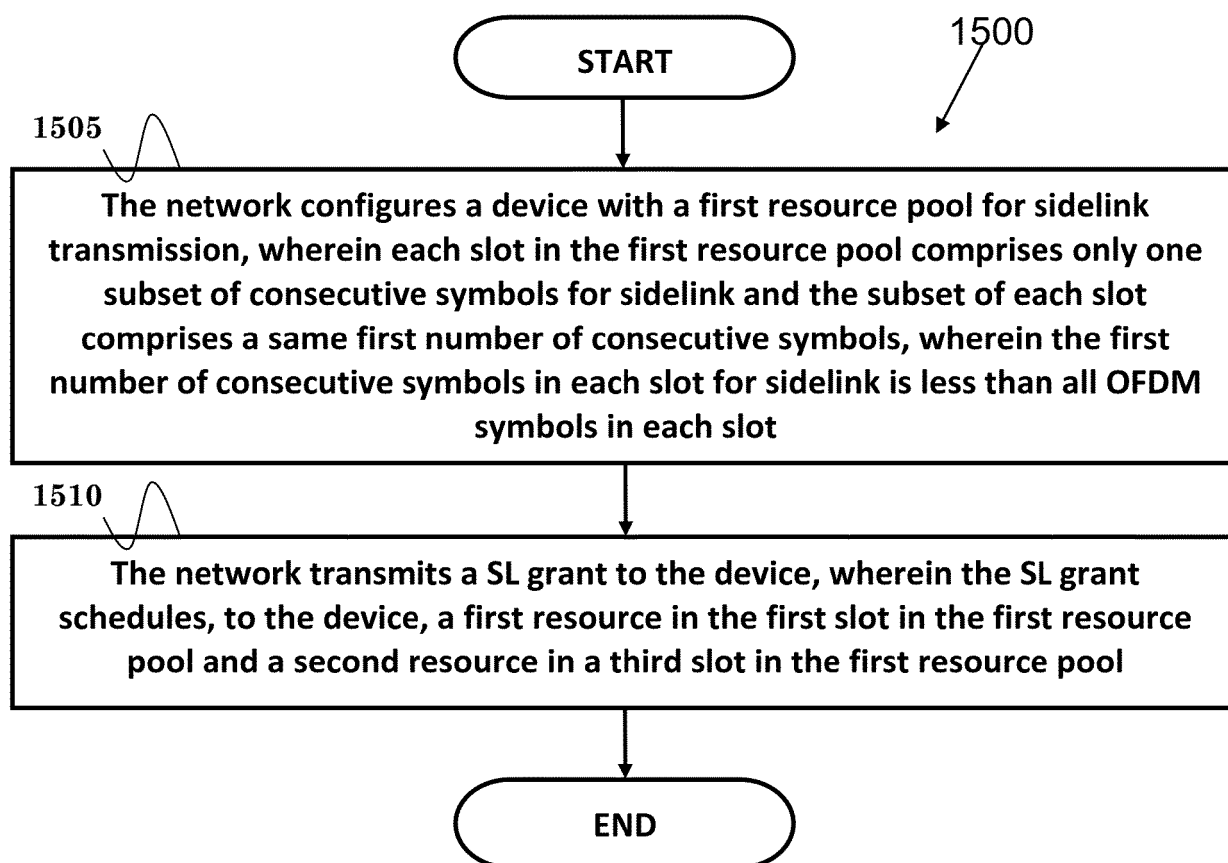 START
1500
1505
The network configures a device with a first resource pool for sidelink
transmission, wherein each slot in the first resource pool comprises only one
subset of consecutive symbols for sidelink and the subset of each slot
comprises a same first number of consecutive symbols, wherein the first
number of consecutive symbols in each slot for sidelink is less than all OFDM
symbols in each slot
1510
The network transmits a SL grant to the device, wherein the SL grant
schedules, to the device, a first resource in the first slot in the first resource
pool and a second resource in a third slot in the first resource pool
END